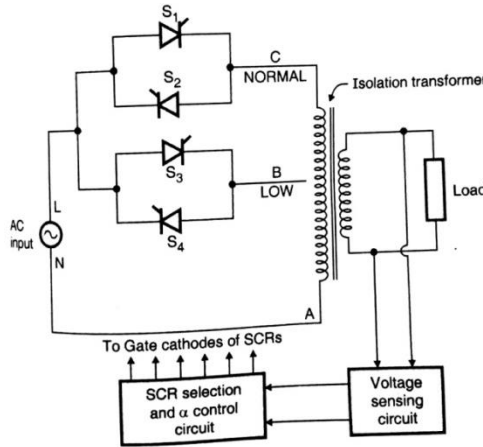 S1
C
NORMAL
Isolation transformer
S2
S3
B
LOW
S4
L
AC
input
N
Load
A
To Gate cathodes of SCRs
SCR selection
and α control
circuit
Voltage
sensing
circuit